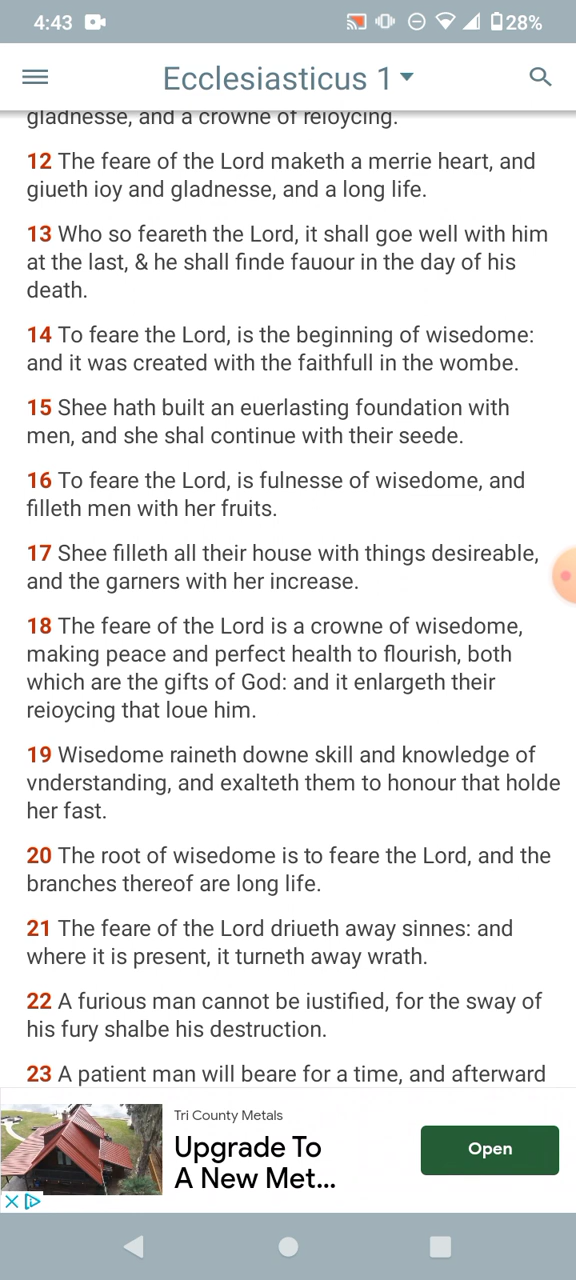 4:43
28%
Ecclesiasticus 1
gladnesse, and a crowne of reioycing.
12 The feare of the Lord maketh a merrie heart, and
giueth ioy and gladnesse, and a long life.
13 Who so feareth the Lord, it shall goe well with him
at the last, & he shall finde fauour in the day of his
death.
14 To feare the Lord, is the beginning of wisedome:
and it was created with the faithfull in the wombe.
15 Shee hath built an euerlasting foundation with
men, and she shal continue with their seede.
16 To feare the Lord, is fulnesse of wisedome, and
filleth men with her fruits.
17 Shee filleth all their house with things desireable,
and the garners with her increase.
18 The feare of the Lord is a crowne of wisedome,
making peace and perfect health to flourish, both
which are the gifts of God: and it enlargeth their
reioycing that loue him.
19 Wisedome raineth downe skill and knowledge of
vnderstanding, and exalteth them to honour that holde
her fast.
20 The root of wisedome is to feare the Lord, and the
branches thereof are long life.
21 The feare of the Lord driueth away sinnes: and
where it is present, it turneth away wrath.
22 A furious man cannot be iustified, for the sway of
his fury shalbe his destruction.
23 A patient man will beare for a time, and afterward
Tri County Metals
Upgrade To
A New Met...
Open